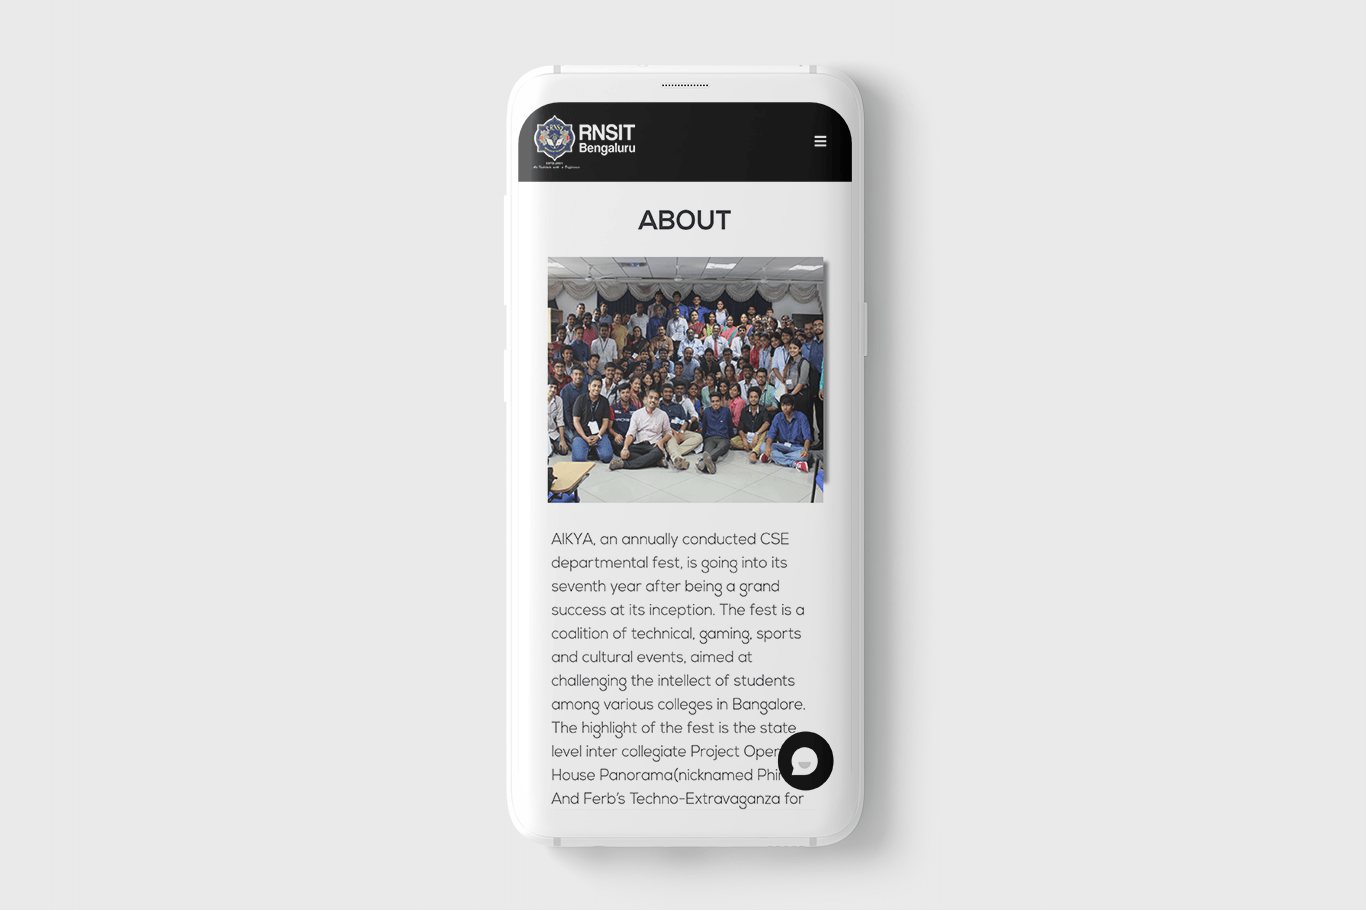 RNSIT
Bengaluru
ABOUT
AIKYA, an annually conducted CSE
departmental fest, is going into its
seventh year after being a grand
success at its inception. The fest is a
coalition of technical, gaming, sports
and cultural events, aimed at
challenging the intellect of students
among various colleges in Bangalore.
The highlight of the fest is the state
level inter collegiate Project Open
House Panorama(nicknamed
And Ferb's Techno-Extravaganza for